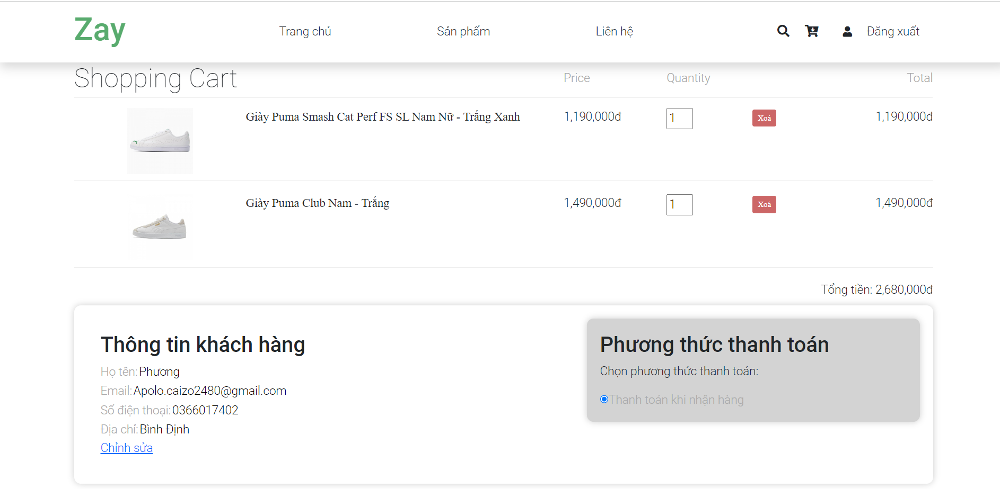 Zay
Trang chủ
Sản phẩm
Liên hệ
Đăng xuất
Shopping Cart
Price
Quantity
Total
Giày Puma Smash Cat Perf FS SL Nam Nữ - Trắng Xanh
1,190,000đ
1
Xoá
1,190,000đ
Giày Puma Club Nam - Trắng
1,490,000đ
1
Xoá
1,490,000đ
Tổng tiền: 2,680,000đ
Thông tin khách hàng
Họ tên: Phương
Email: Apolo.caizo2480@gmail.com
Số điện thoại: 0366017402
Địa chỉ: Bình Định
Chỉnh sửa
Phương thức thanh toán
Chọn phương thức thanh toán:
Thanh toán khi nhận hàng